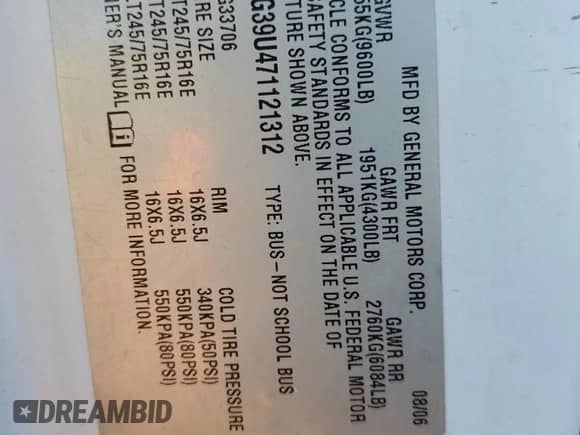 MFD BY GENERAL MOTORS CORP. 08/06
GVWR GAWR FRT GAWR RR
55KG(9600LB) 1951KG(4300LB) 2760KG(6084LB)
CLE CONFORMS TO ALL APPLICABLE U.S. FEDERAL MOTOR
SAFETY STANDARDS IN EFFECT ON THE DATE OF
TURE SHOWN ABOVE.
G39U471121312 TYPE: BUS-NOT SCHOOL BUS
G33706
RE SIZE RIM COLD TIRE PRESSURE
T245/75R16E 16X6.5J 340KPA(50PSI)
T245/75R16E 16X6.5J 550KPA(80PSI)
T245/75R16E 16X6.5J 550KPA(80PSI)
ER'S MANUAL FOR MORE INFORMATION.
DREAMBID